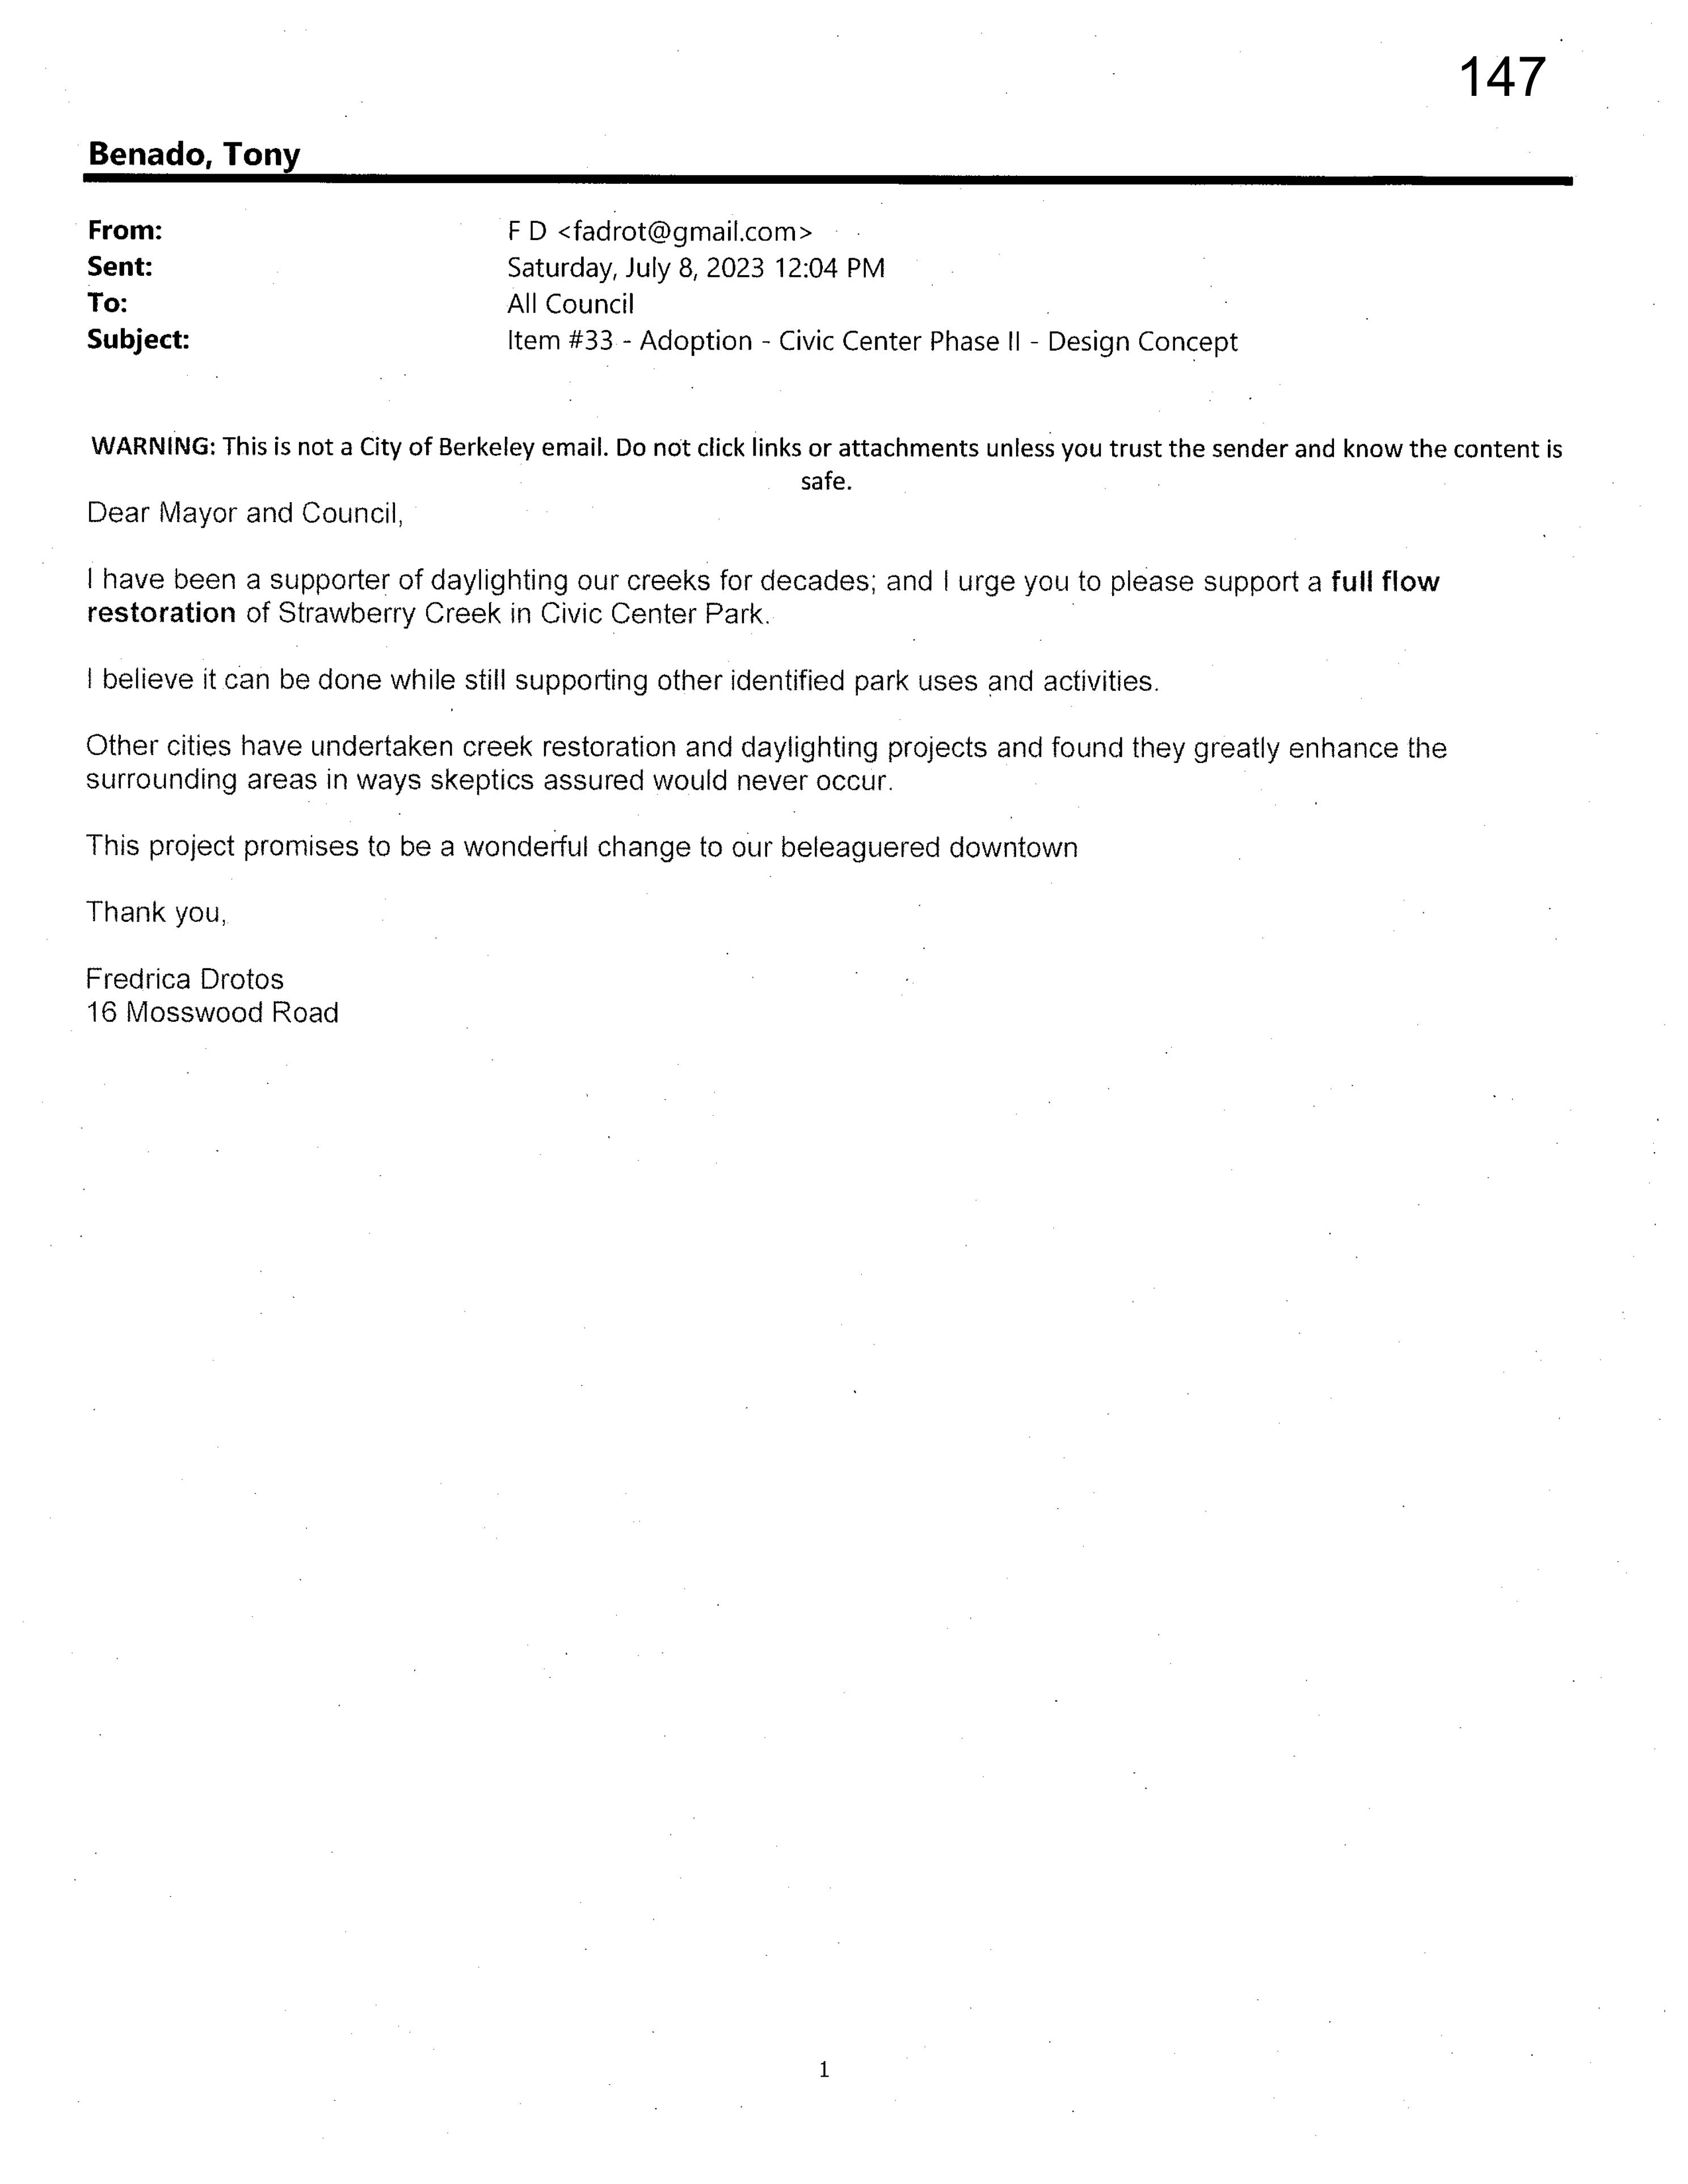 147
Benado, Tony
From: F D <fadrot@gmail.com>
Sent: Saturday, July 8, 2023 12:04 PM
To: All Council
Subject: Item #33 - Adoption - Civic Center Phase II - Design Concept
WARNING: This is not a City of Berkeley email. Do not click links or attachments unless you trust the sender and know the content is
safe.
Dear Mayor and Council,
I have been a supporter of daylighting our creeks for decades; and I urge you to please support a full flow
restoration of Strawberry Creek in Civic Center Park.
I believe it can be done while still supporting other identified park uses and activities.
Other cities have undertaken creek restoration and daylighting projects and found they greatly enhance the
surrounding areas in ways skeptics assured would never occur.
This project promises to be a wonderful change to our beleaguered downtown
Thank you,
Fredrica Drotos
16 Mosswood Road
1